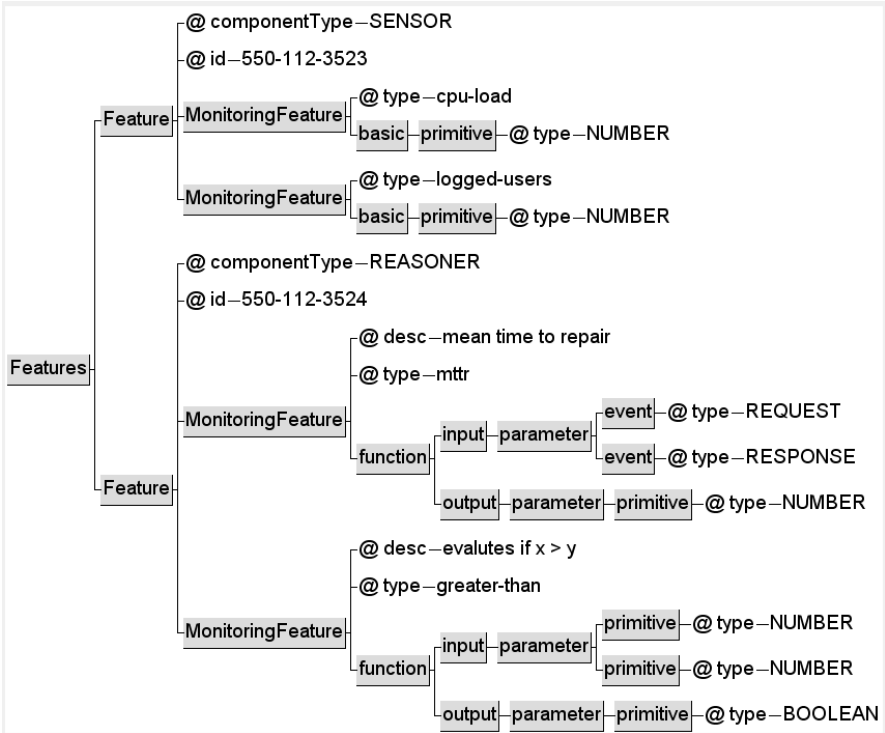 @ componentType–SENSOR
@ id–550-112-3523
@ type–cpu-load
Feature MonitoringFeature
basic primitive @ type–NUMBER
@ type–logged-users
MonitoringFeature
basic primitive @ type–NUMBER
@ componentType–REASONER
@ id–550-112-3524
@ desc–mean time to repair
Features
@ type–mttr
event @ type–REQUEST
MonitoringFeature
input parameter
function
event @ type–RESPONSE
Feature
output parameter primitive @ type–NUMBER
@ desc–evalutes if x > y
@ type–greater-than
primitive @ type–NUMBER
MonitoringFeature
input parameter
function
primitive @ type–NUMBER
output parameter primitive @ type–BOOLEAN